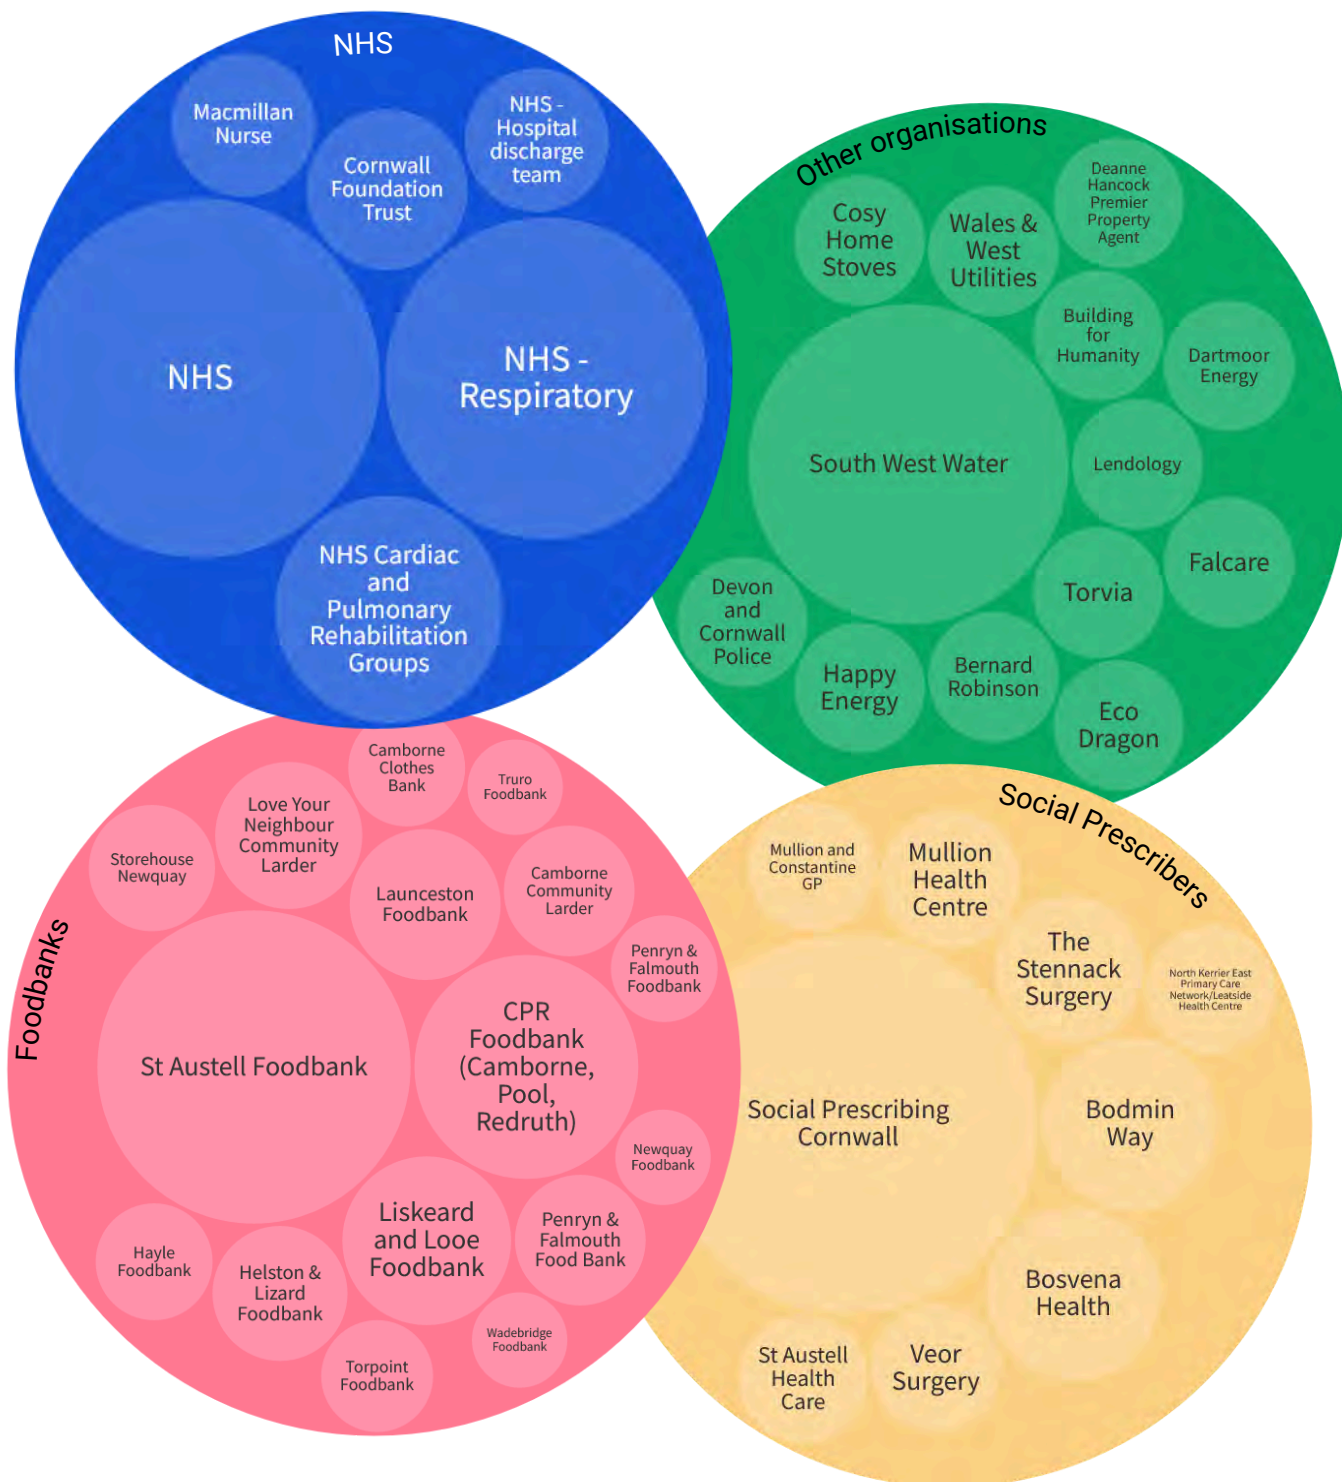 NHS
Macmillan
Nurse
Cornwall
Foundation
Trust
NHS -
Hospital
discharge
team
NHS
NHS -
Respiratory
NHS Cardiac
and
Pulmonary
Rehabilitation
Groups
Other organisations
Cosy
Home
Stoves
Wales &
West
Utilities
Deanne
Hancock
Premier
Property
Agent
Building
for
Humanity
Dartmoor
Energy
South West Water
Lendology
Falcare
Torvia
Devon
and
Cornwall
Police
Happy
Energy
Bernard
Robinson
Eco
Dragon
Foodbanks
Camborne
Clothes
Bank
Truro
Foodbank
Love Your
Neighbour
Community
Larder
Storehouse
Newquay
Launceston
Foodbank
Camborne
Community
Larder
Penryn &
Falmouth
Foodbank
St Austell Foodbank
CPR
Foodbank
(Camborne,
Pool,
Redruth)
Newquay
Foodbank
Liskeard
and Looe
Foodbank
Penryn &
Falmouth
Food Bank
Hayle
Foodbank
Helston &
Lizard
Foodbank
Wadebridge
Foodbank
Torpoint
Foodbank
Social Prescribers
Mullion and
Constantine
GP
Mullion
Health
Centre
The
Stennack
Surgery
North Kerrier East
Primary Care
Network/Leatside
Health Centre
Social Prescribing
Cornwall
Bodmin
Way
Bosvena
Health
St Austell
Health
Care
Veor
Surgery